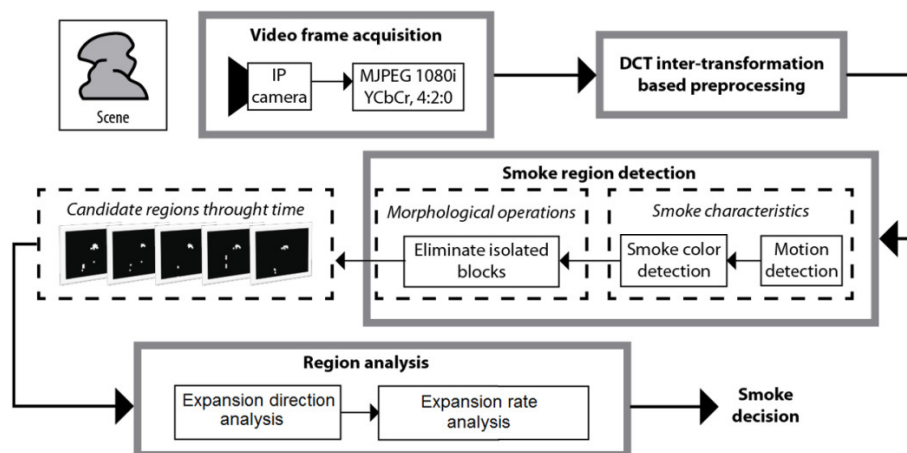 Scene
Video frame acquisition
IP
camera
MJPEG 1080i
YCbCr, 4:2:0
DCT inter-transformation
based preprocessing
Smoke region detection
Smoke characteristics
Motion
detection
Smoke color
detection
Morphological operations
Eliminate isolated
blocks
Candidate regions throught time
Region analysis
Expansion direction
analysis
Expansion rate
analysis
Smoke
decision